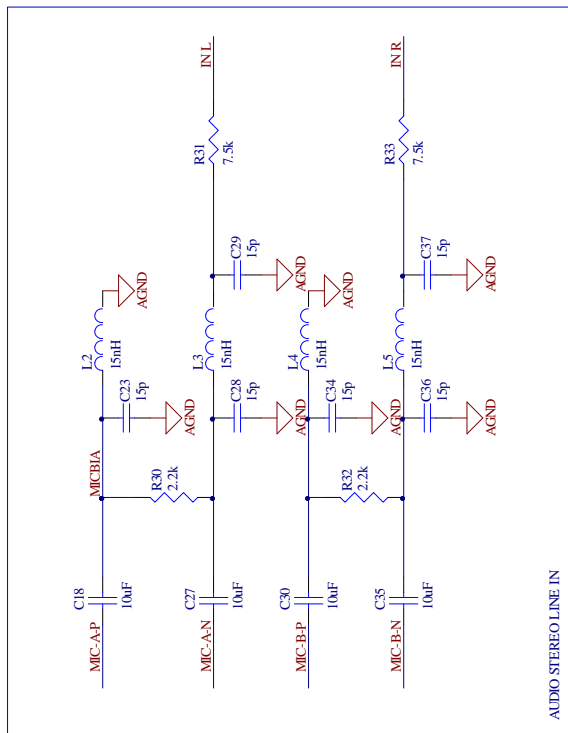 MIC-A-P
C18
10uF
MICBIA
C23
15p
AGND
L2
15nH
AGND
R30
2.2k
MIC-A-N
C27
10uF
C28
15p
AGND
L3
15nH
C29
15p
AGND
R31
7.5k
IN L
MIC-B-P
C30
10uF
C34
15p
AGND
L4
15nH
AGND
R32
2.2k
MIC-B-N
C35
10uF
C36
15p
AGND
L5
15nH
C37
15p
AGND
R33
7.5k
IN R
AUDIO STEREO LINE IN